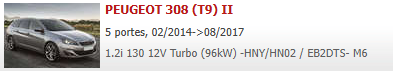 PEUGEOT 308 (T9) II
5 portes, 02/2014->08/2017
1.2i 130 12V Turbo (96kW) -HNY/HN02 / EB2DTS- M6